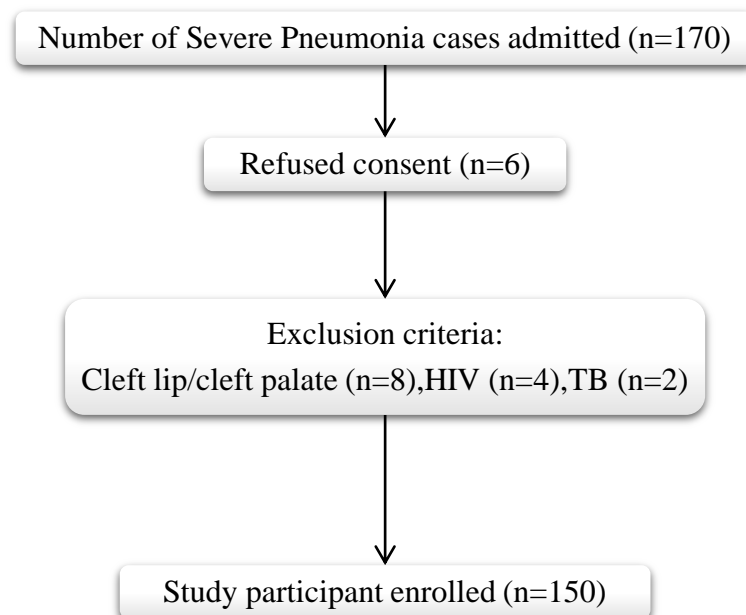 Number of Severe Pneumonia cases admitted (n=170)
Refused consent (n=6)
Exclusion criteria:
Cleft lip/cleft palate (n=8),HIV (n=4),TB (n=2)
Study participant enrolled (n=150)